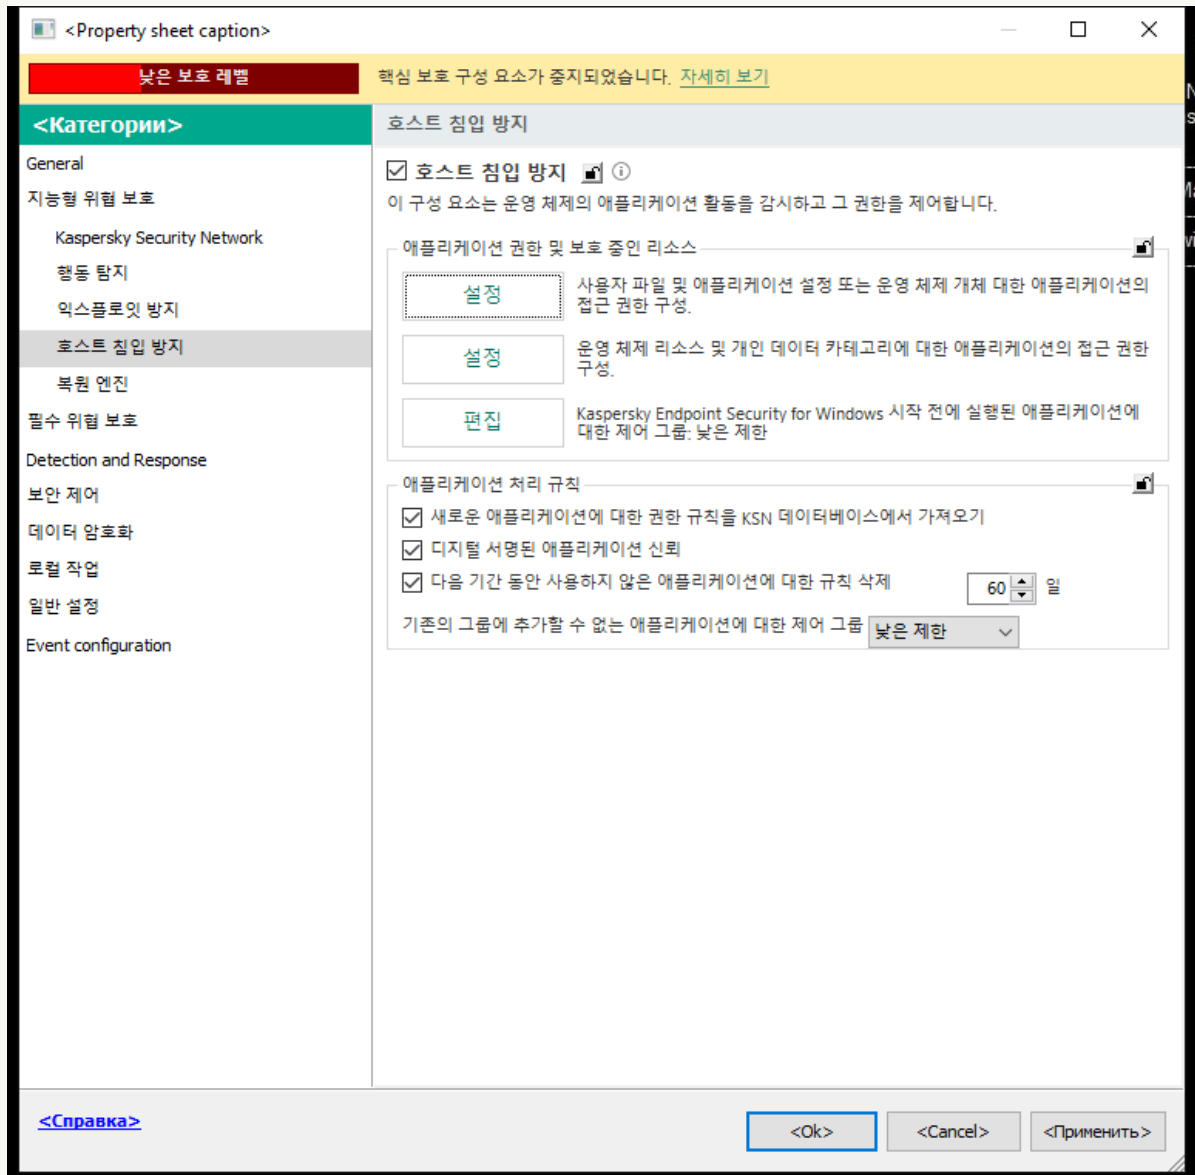 <Property sheet caption>
낮은 보호 레벨
핵심 보호 구성 요소가 중지되었습니다. 자세히 보기
<Категории>
General
지능형 위협 보호
Kaspersky Security Network
행동 탐지
익스플로잇 방지
호스트 침입 방지
복원 엔진
필수 위협 보호
Detection and Response
보안 제어
데이터 암호화
로컬 작업
일반 설정
Event configuration
호스트 침입 방지
호스트 침입 방지
이 구성 요소는 운영 체제의 애플리케이션 활동을 감시하고 그 권한을 제어합니다.
애플리케이션 권한 및 보호 중인 리소스
설정
사용자 파일 및 애플리케이션 설정 또는 운영 체제 개체 대한 애플리케이션의
접근 권한 구성.
설정
운영 체제 리소스 및 개인 데이터 카테고리에 대한 애플리케이션의 접근 권한
구성.
편집
Kaspersky Endpoint Security for Windows 시작 전에 실행된 애플리케이션에
대한 제어 그룹: 낮은 제한
애플리케이션 처리 규칙
새로운 애플리케이션에 대한 권한 규칙을 KSN 데이터베이스에서 가져오기
디지털 서명된 애플리케이션 신뢰
다음 기간 동안 사용하지 않은 애플리케이션에 대한 규칙 삭제 60 일
기존의 그룹에 추가할 수 없는 애플리케이션에 대한 제어 그룹 낮은 제한
<Справка>
<Ok> <Cancel> <Применить>